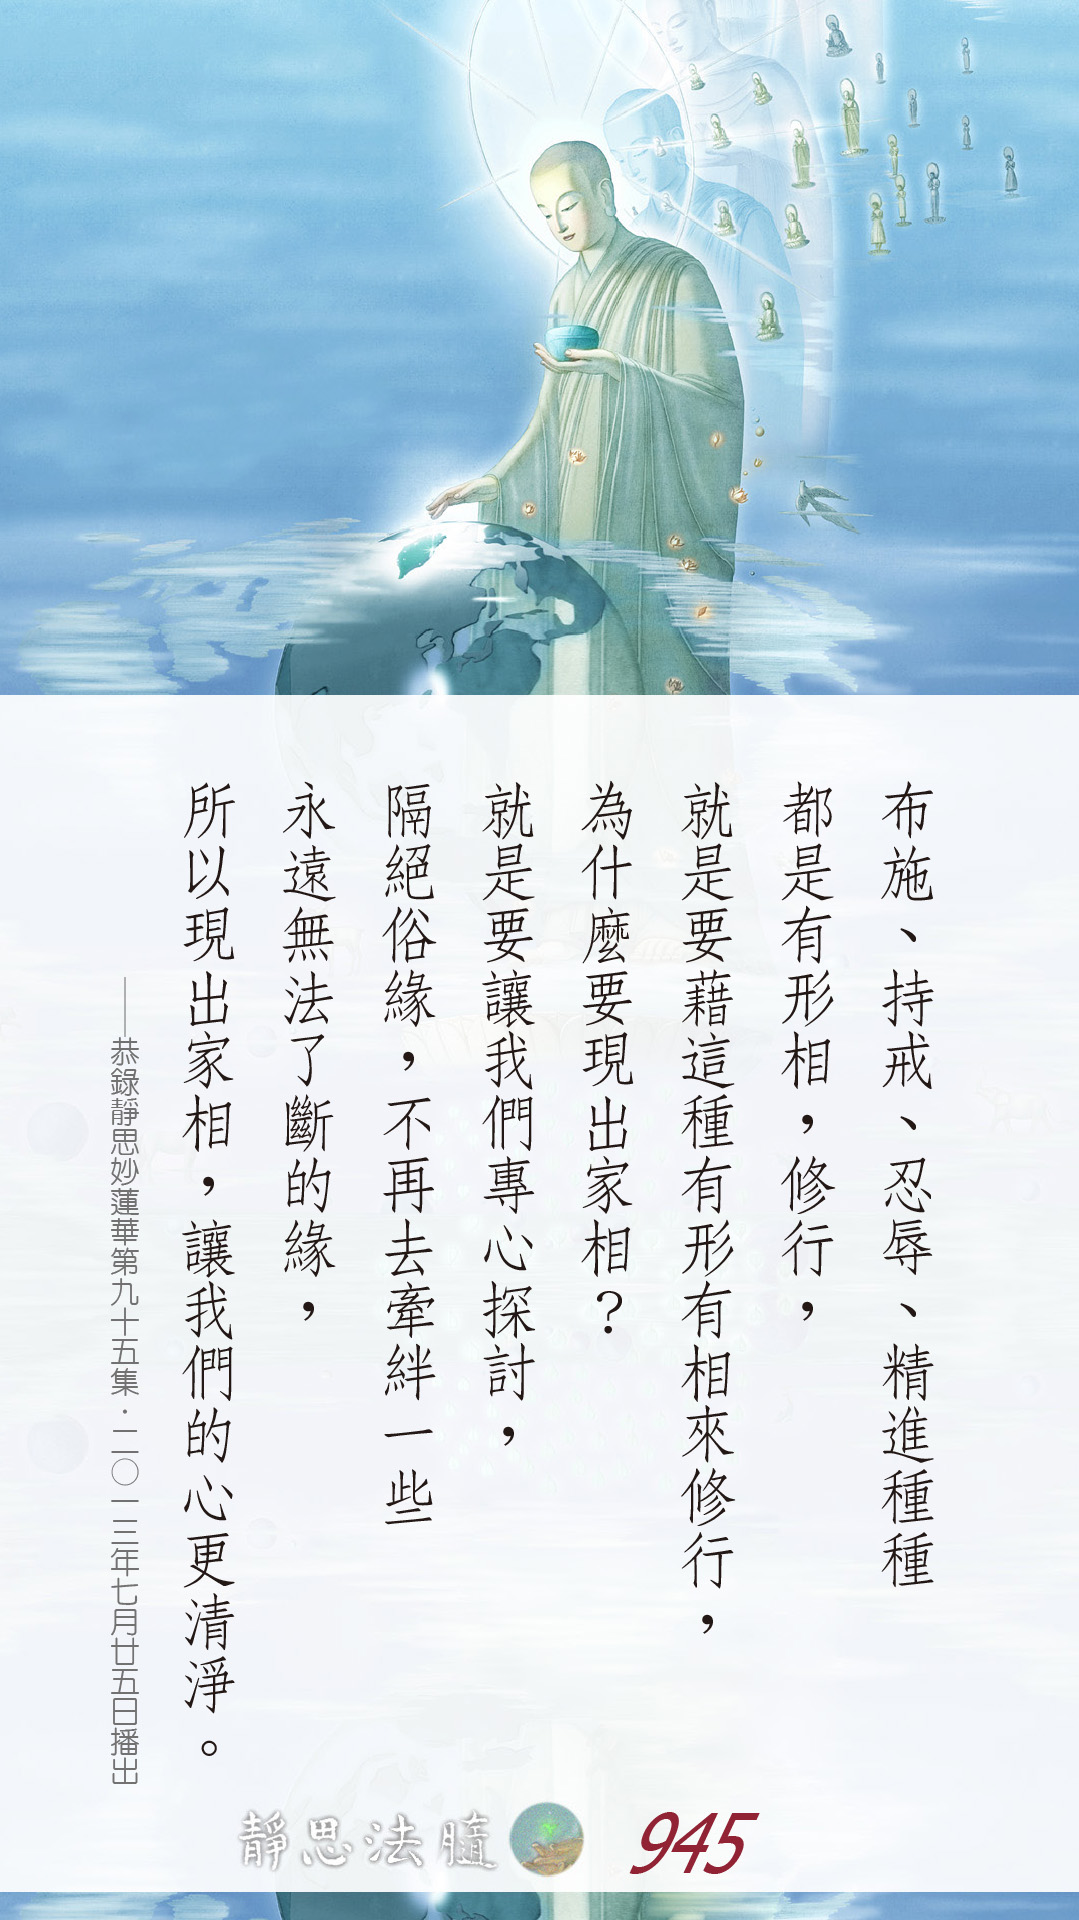 布施、持戒、忍辱、精進種種
都是有形相，修行，
就是要藉這種有形有相來修行，
為什麼要現出家相？
就是要讓我們專心探討，
隔絕俗緣，不再去牽絆一些
永遠無法了斷的緣，
所以現出家相，讓我們的心更清淨。
——恭錄靜思妙蓮華第九十五集．二〇一三年七月廿五日播出
靜思法髓
945